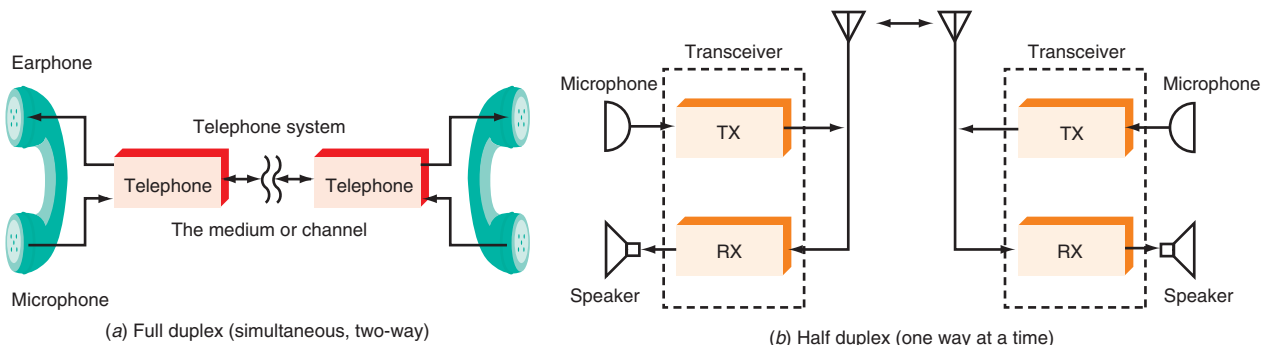 Earphone
Telephone system
Telephone
Telephone
The medium or channel
Microphone
(a) Full duplex (simultaneous, two-way)
Transceiver
Transceiver
Microphone
Microphone
TX
TX
RX
RX
Speaker
Speaker
(b) Half duplex (one way at a time)